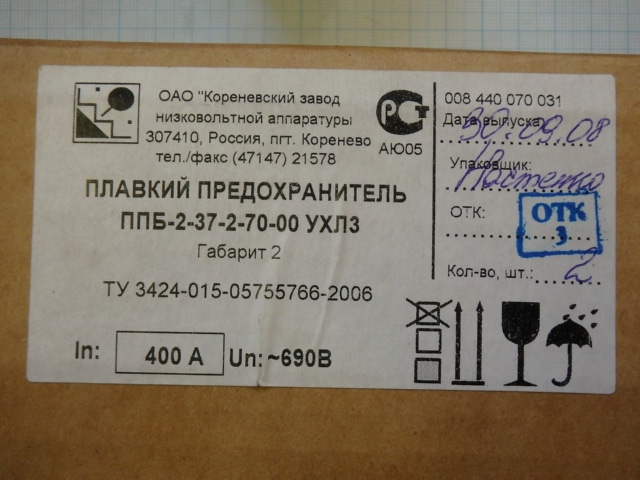 ОАО "Кореневский завод
низковольтной аппаратуры
307410, Россия, пгт. Коренево
тел./факс (47147) 21578
РСТ
АЮ05
ПЛАВКИЙ ПРЕДОХРАНИТЕЛЬ
ППБ-2-37-2-70-00 УХЛ3
Габарит 2
ТУ 3424-015-05755766-2006
In: 400 А Un: ~690В
008 440 070 031
Дата выпуска: 30.09.08
Упаковщик:
ОТК: ОТК
3
Кол-во, шт.: 2